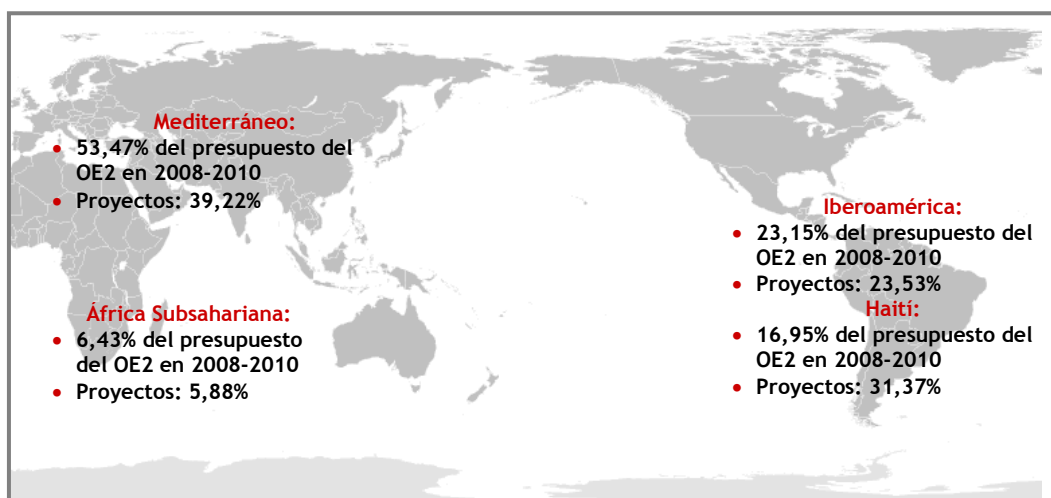 Mediterráneo:
• 53,47% del presupuesto del
OE2 en 2008-2010
• Proyectos: 39,22%
África Subsahariana:
• 6,43% del presupuesto
del OE2 en 2008-2010
• Proyectos: 5,88%
Iberoamérica:
• 23,15% del presupuesto del
OE2 en 2008-2010
• Proyectos: 23,53%
Haití:
• 16,95% del presupuesto del
OE2 en 2008-2010
• Proyectos: 31,37%